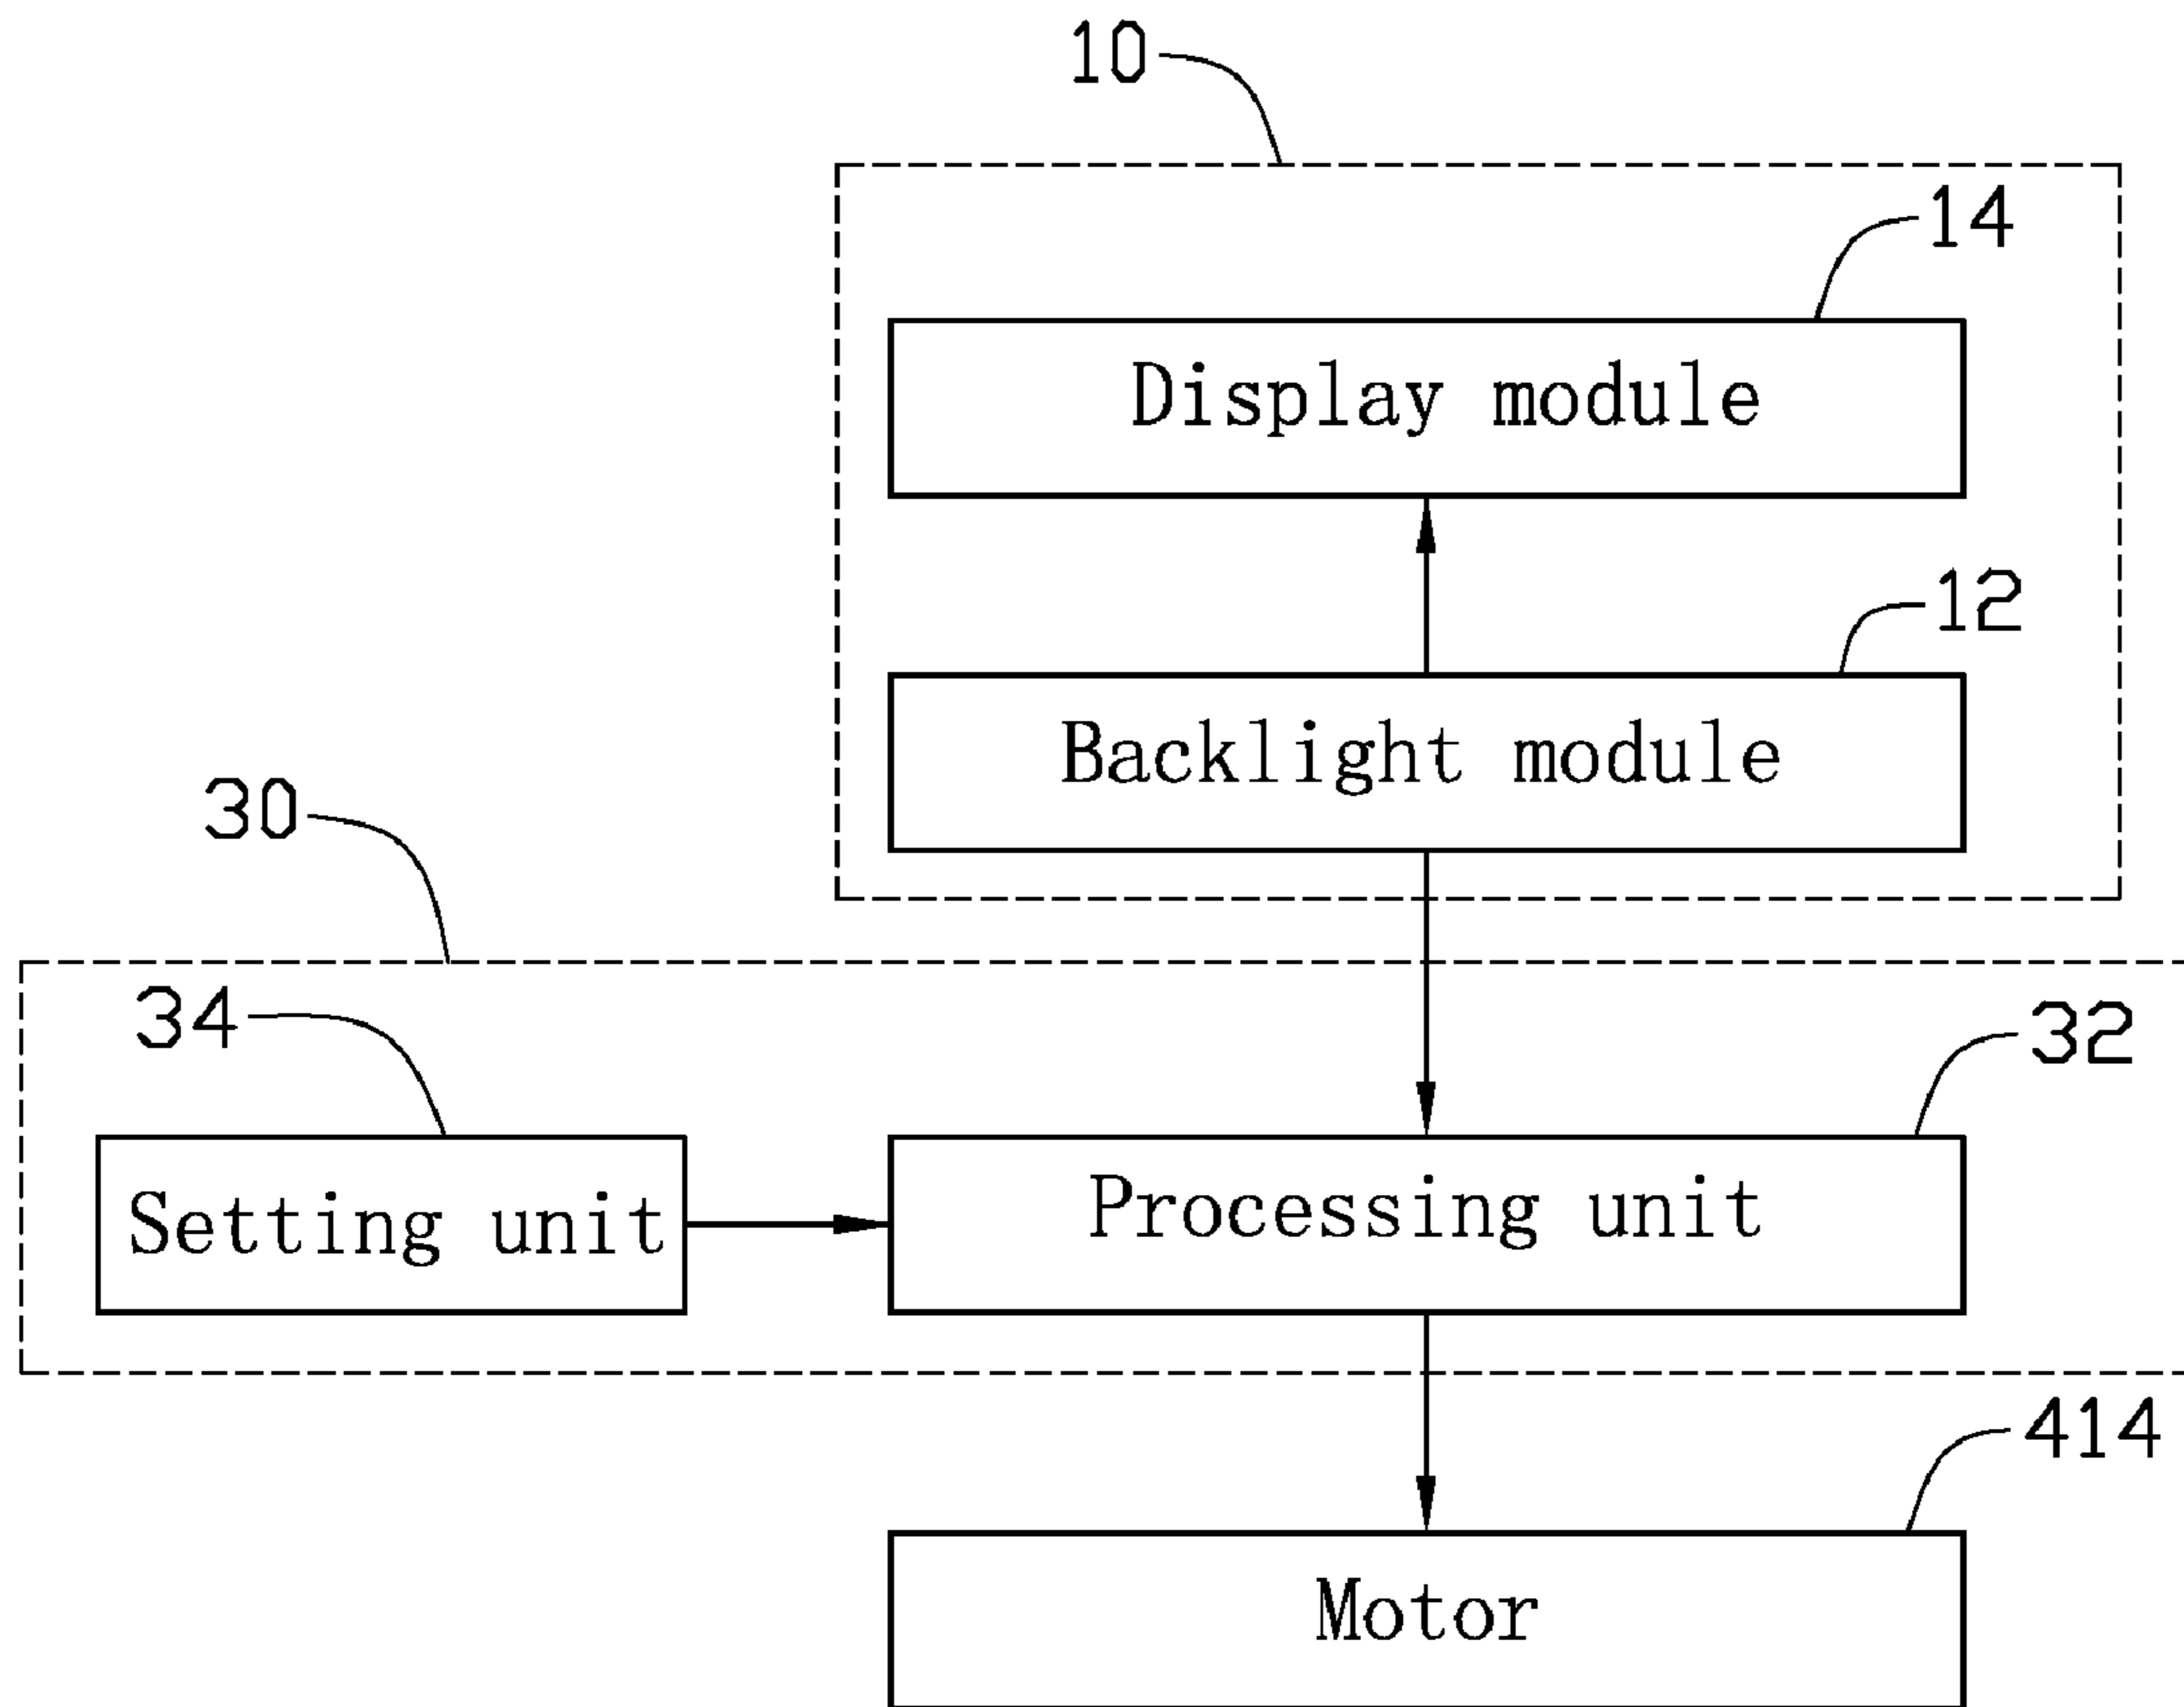 10
14
Display module
12
Backlight module
30
34
32
Setting unit
Processing unit
414
Motor